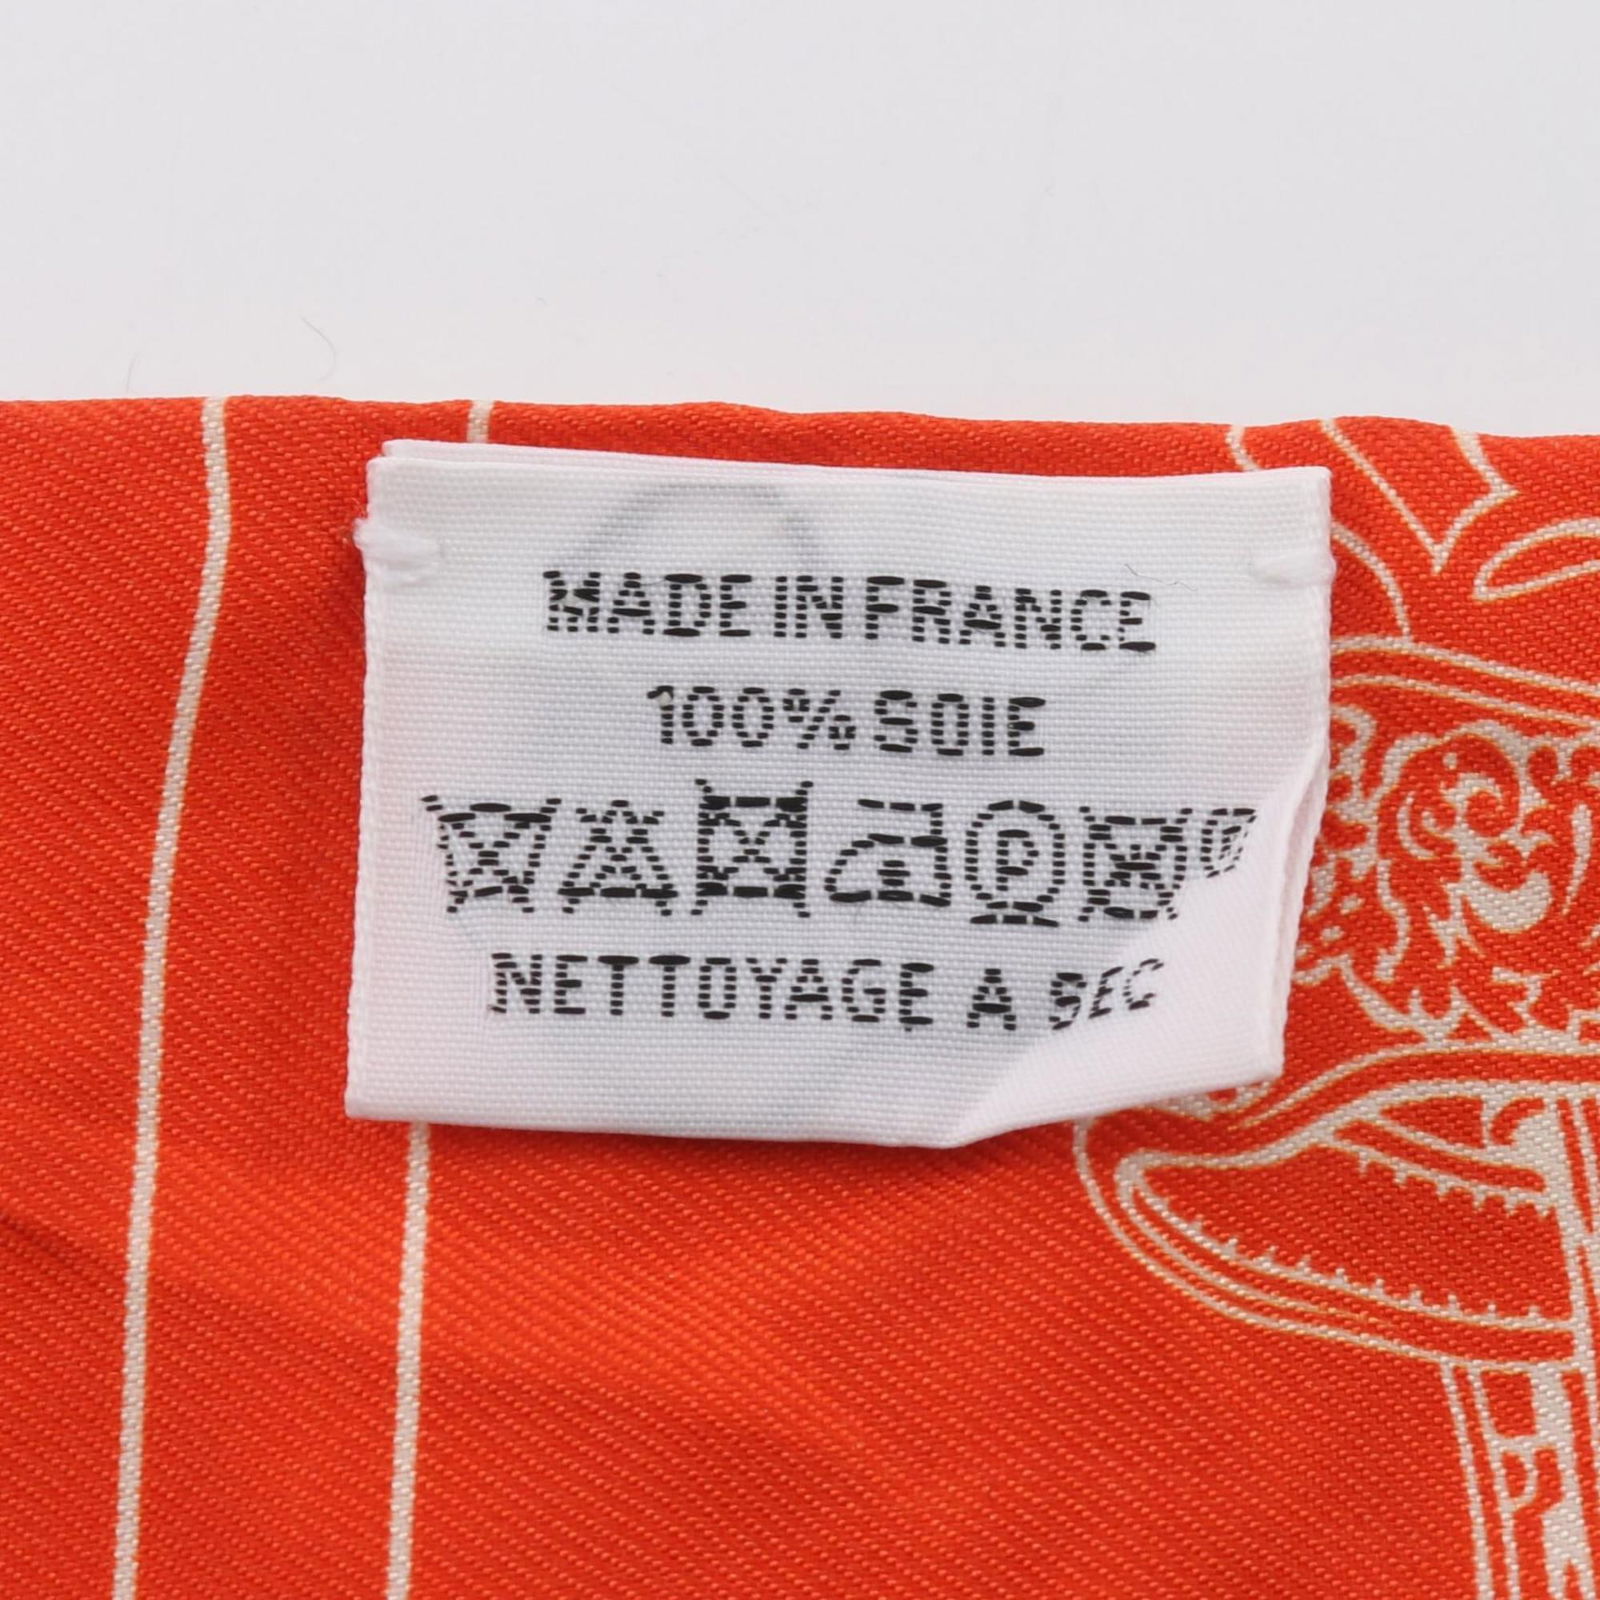 MADE IN FRANCE
100% SOIE
P W ®
NETTOYAGE A SEC